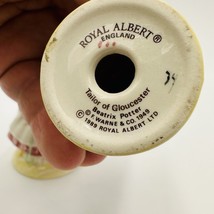 ROYAL ALBERT®
ENGLAND
Tailor of Gloucester
Beatrix Potter
© F. WARNE & CO. 1949
© 1989 ROYAL ALBERT LTD